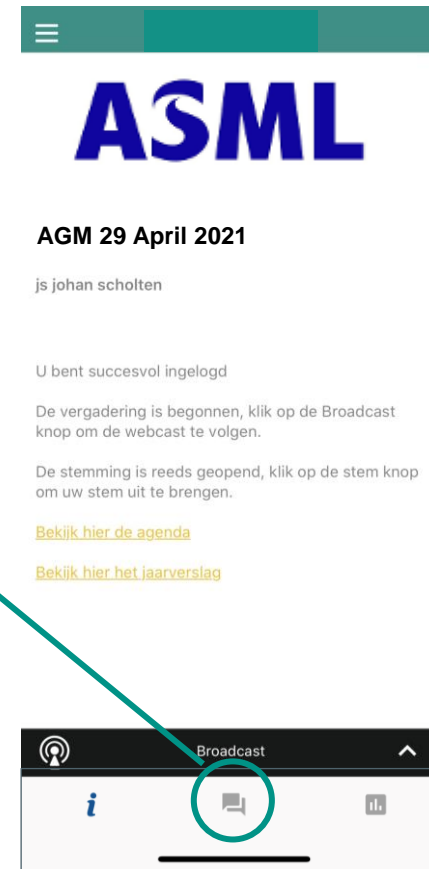 ASML
AGM 29 April 2021
js johan scholten
U bent succesvol ingelogd
De vergadering is begonnen, klik op de Broadcast
knop om de webcast te volgen.
De stemming is reeds geopend, klik op de stem knop
om uw stem uit te brengen.
Bekijk hier de agenda
Bekijk hier het jaarverslag
Broadcast
i